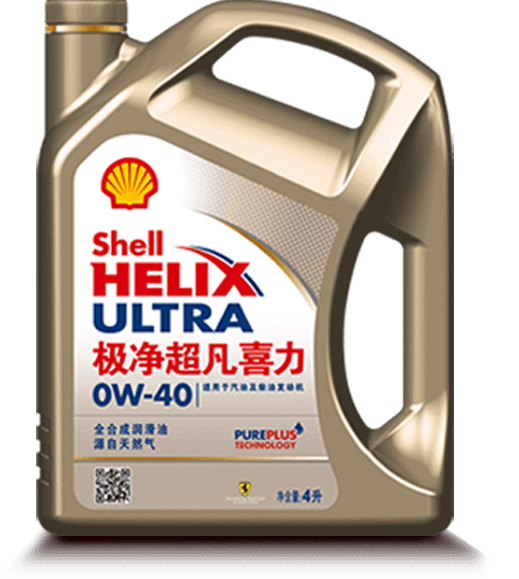 Shell
HELIX
ULTRA
极净超凡喜力
0W-40
适用于汽油及柴油发动机
全合成润滑油
源自天然气
PUREPLUS
TECHNOLOGY
净含量:4升